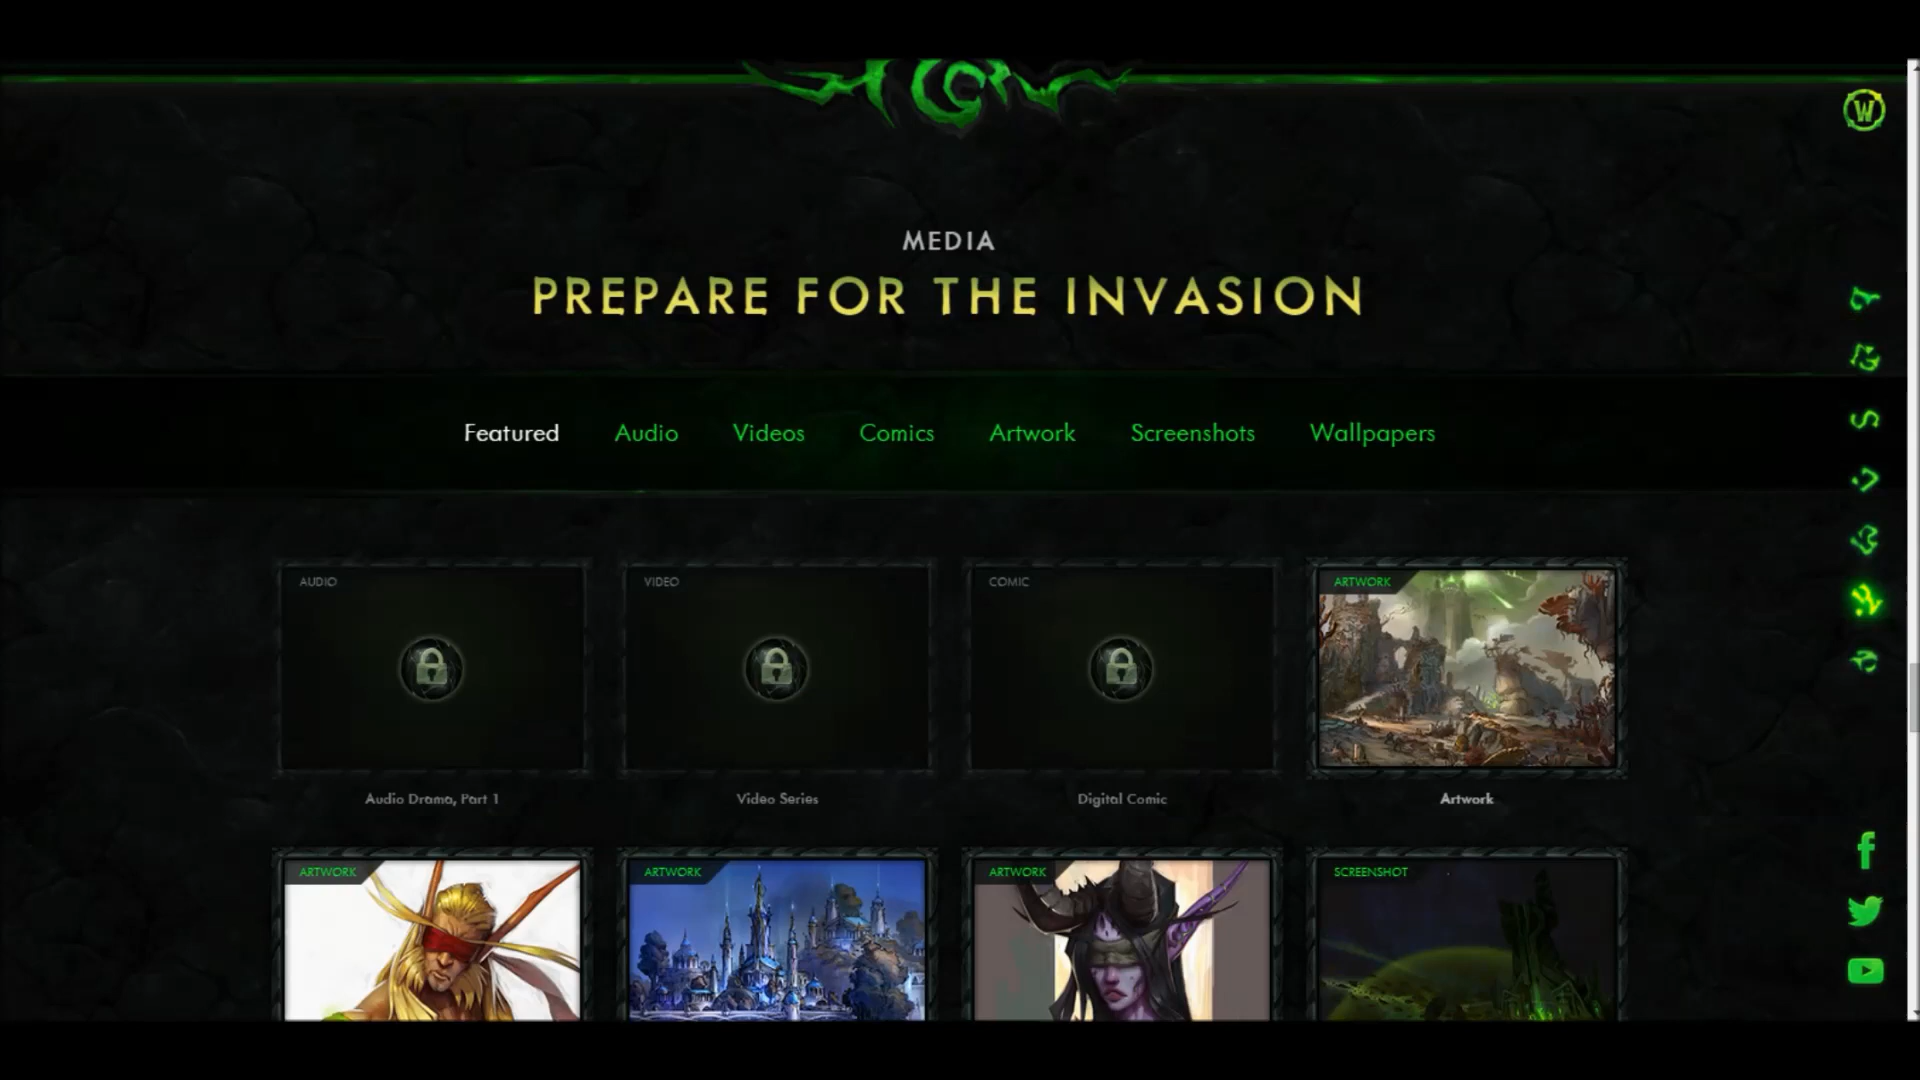 W
MEDIA
PREPARE FOR THE INVASION
Featured Audio Videos Comics Artwork Screenshots Wallpapers
AUDIO VIDEO COMIC ARTWORK
Audio Drama, Part 1 Video Series Digital Comic Artwork
ARTWORK ARTWORK ARTWORK SCREENSHOT